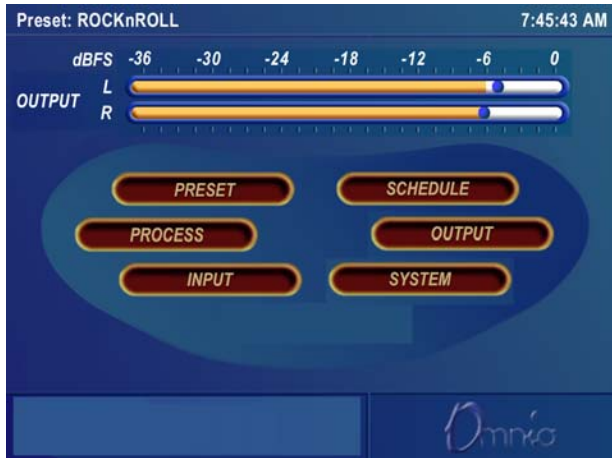 Preset: ROCKnROLL 7:45:43 AM
dBFS -36 -30 -24 -18 -12 -6 0
OUTPUT L
R
PRESET SCHEDULE
PROCESS OUTPUT
INPUT SYSTEM
Omnia